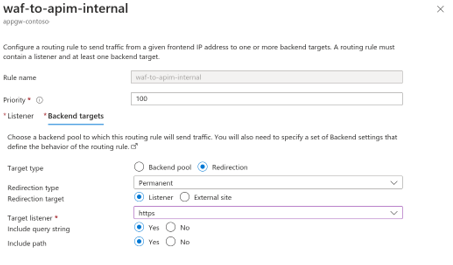 waf-to-apim-internal
appgw-contoso
Configure a routing rule to send traffic from a given frontend IP address to one or more backend targets. A routing rule must
contain a listener and at least one backend target.
Rule name
waf-to-apim-internal
Priority *
100
* Listener * Backend targets
Choose a backend pool to which this routing rule will send traffic. You will also need to specify a set of Backend settings that
define the behavior of the routing rule.
Target type Backend pool Redirection
Redirection type Permanent
Redirection target Listener External site
Target listener * https
Include query string Yes No
Include path Yes No